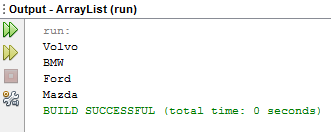 Output - ArrayList (run)
run:
Volvo
BMW
Ford
Mazda
BUILD SUCCESSFUL (total time: 0 seconds)